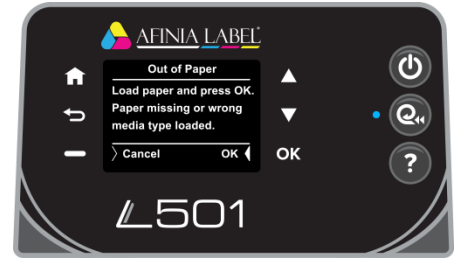 AFINIA LABEL
Out of Paper
Load paper and press OK.
Paper missing or wrong
media type loaded.
Cancel OK
OK
?
L501